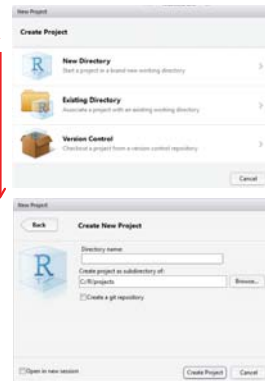 New Project
Create Project
New Directory
Start a project in a brand new working directory
Existing Directory
Associate a project with an existing working directory
Version Control
Checkout a project from a version control repository
Cancel
New Project
Back
Create New Project
Directory name:
Create project as subdirectory of:
Browse...
Create a git repository
Open in new session
Create Project
Cancel